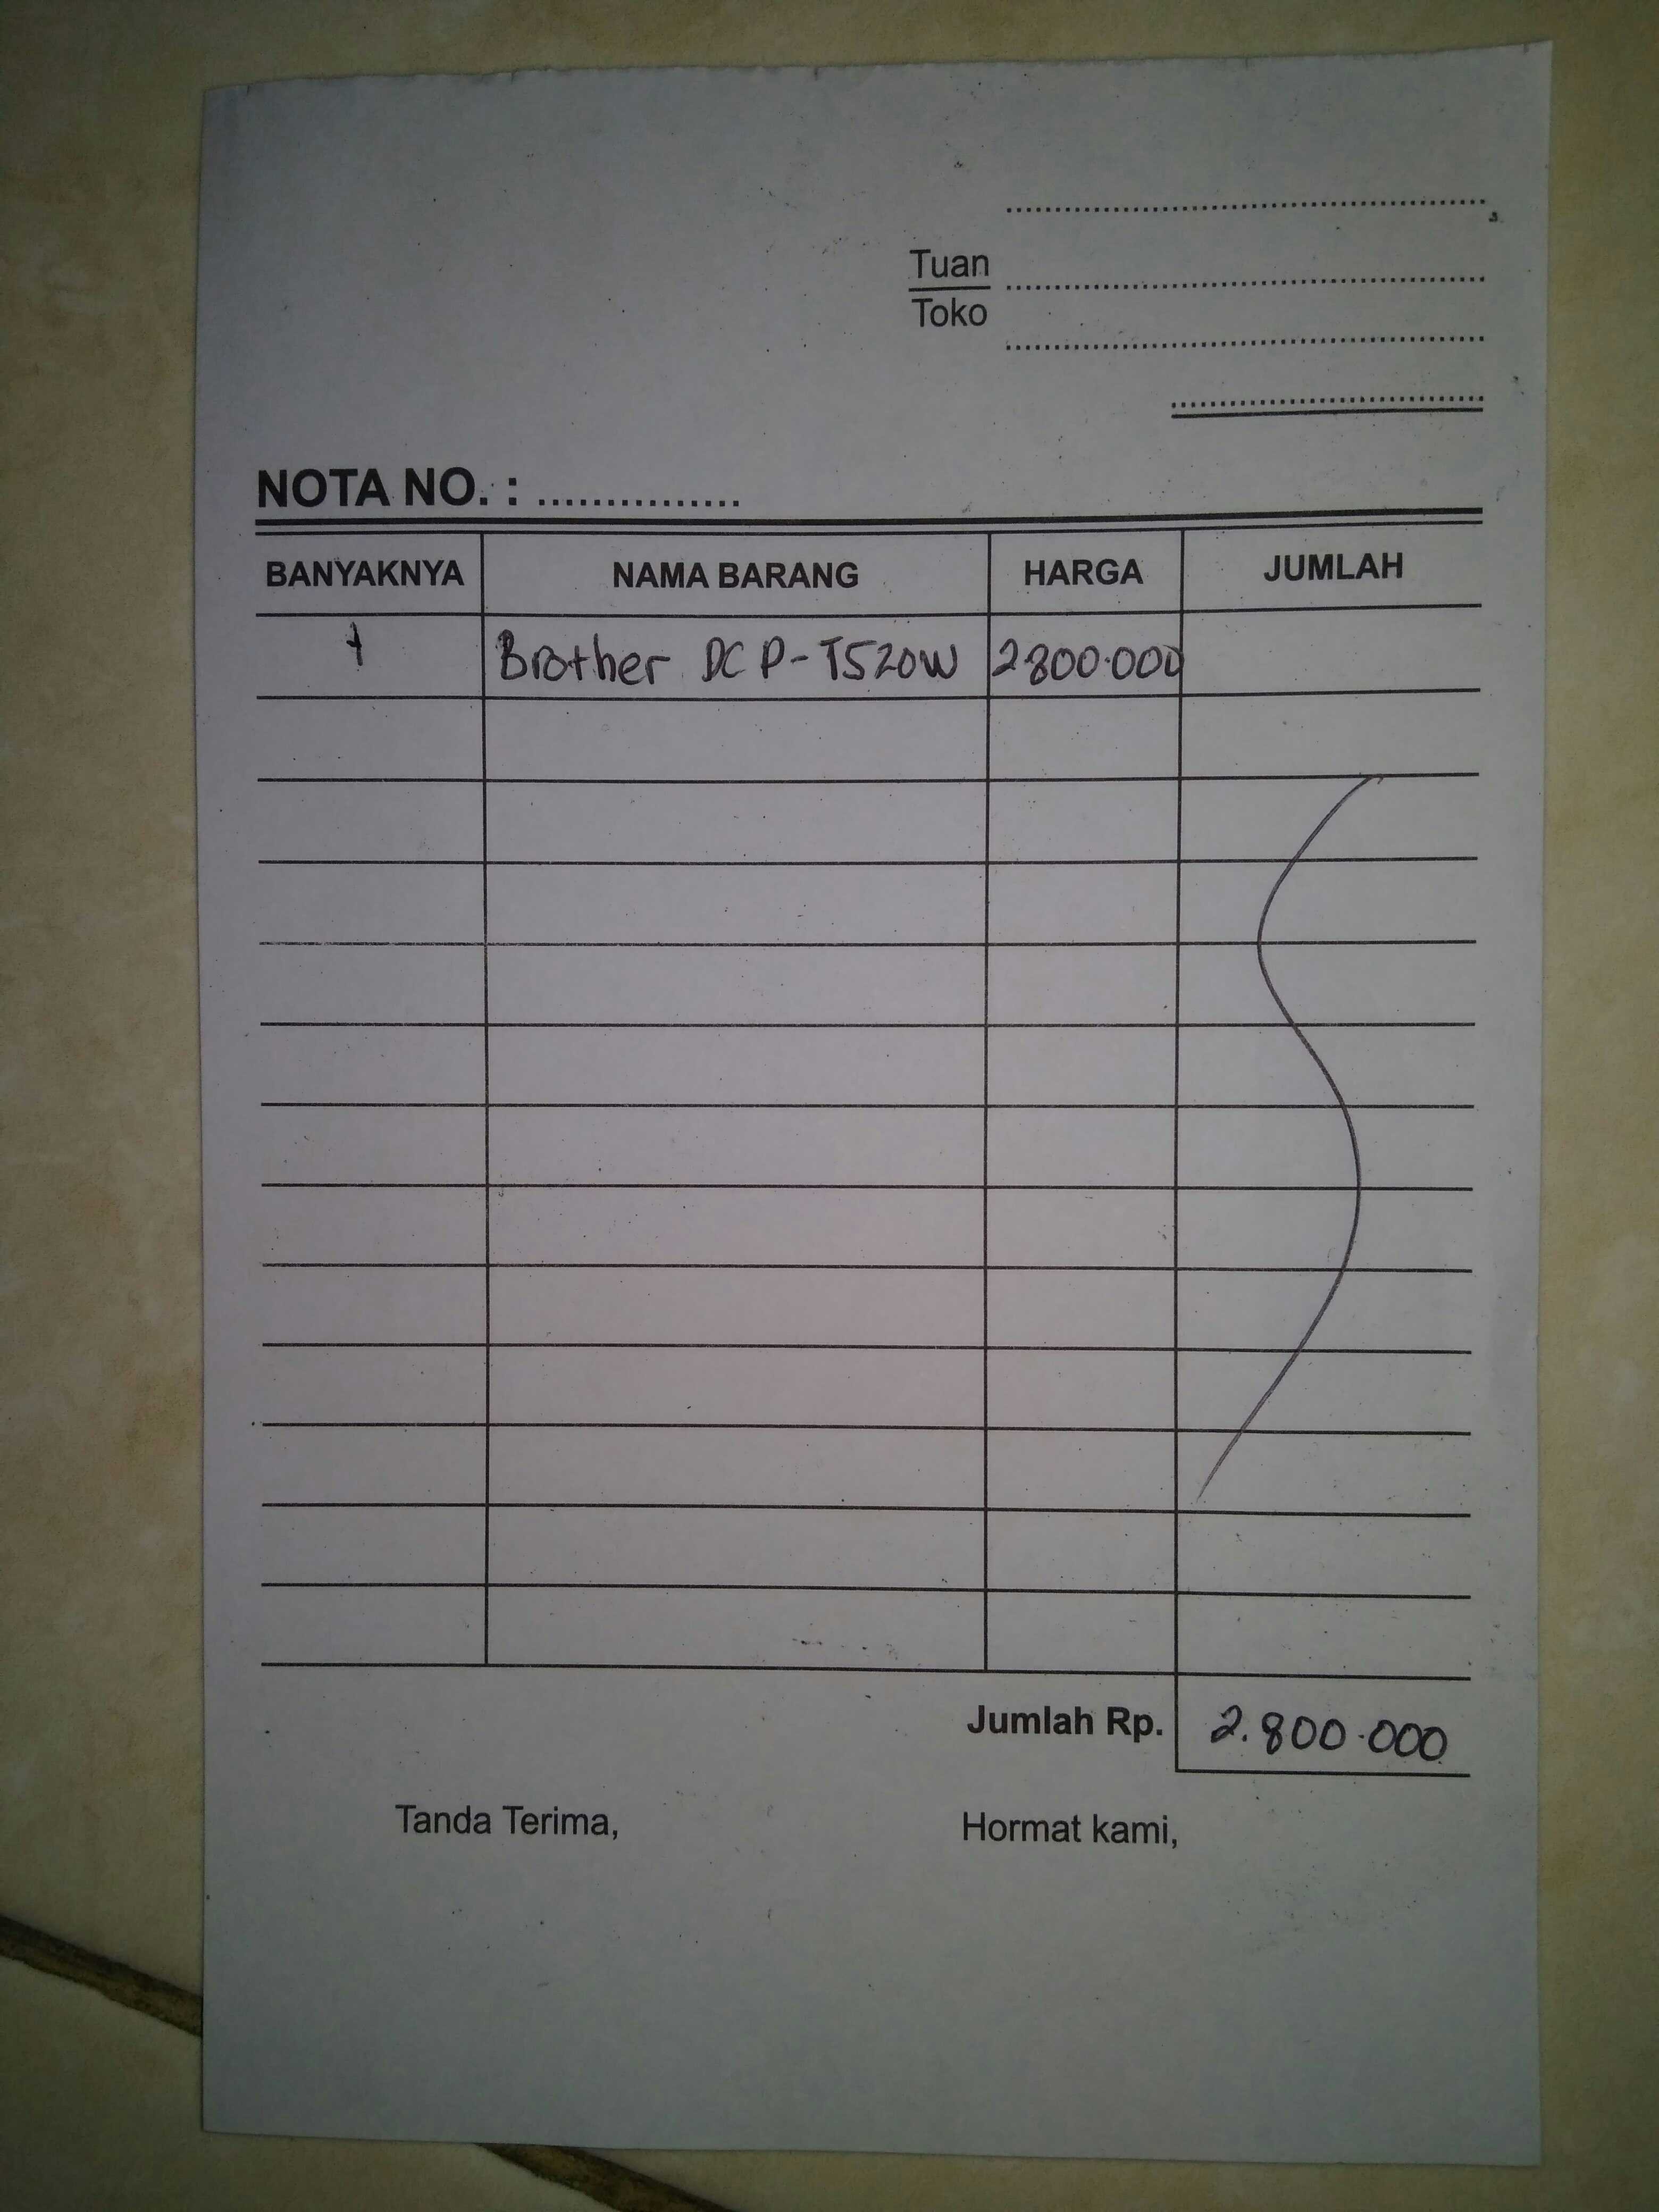 Tuan
Toko
NOTA NO. : ...............
BANYAKNYA NAMA BARANG HARGA JUMLAH
1 Brother DCP-T520W 2800.000
Jumlah Rp. 2.800.000
Tanda Terima, Hormat kami,